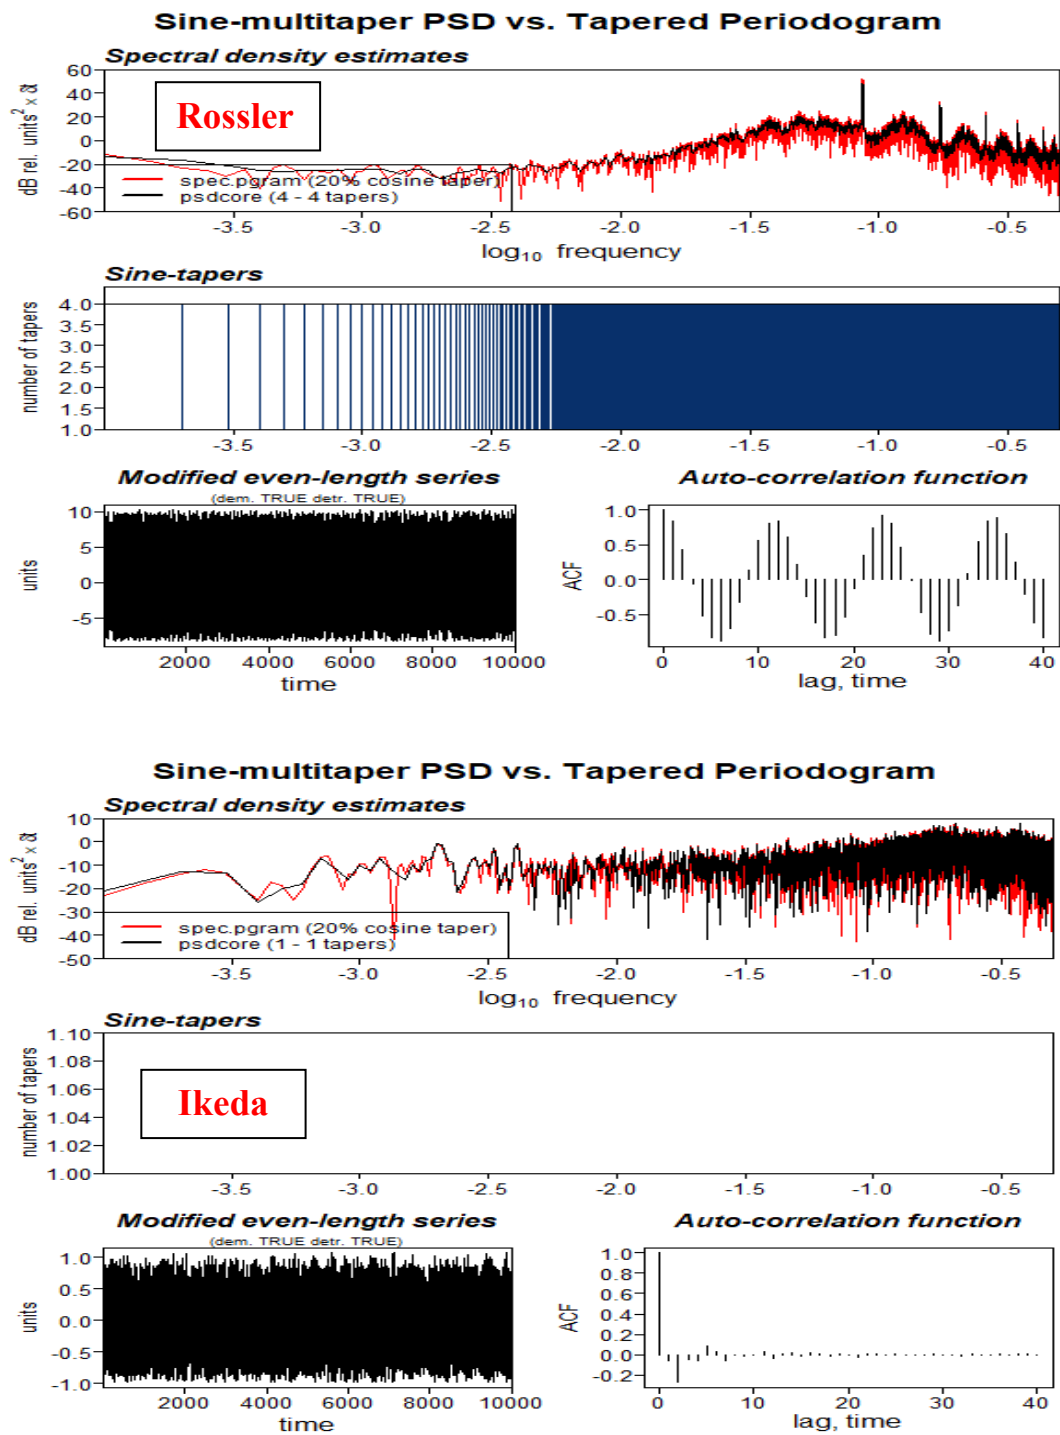 Sine-multitaper PSD vs. Tapered Periodogram
Spectral density estimates
dB rel. units² × δt
60
40
20
0
-20
-40
-60
Rossler
spec.pgram (20% cosine taper)
psdcore (4 - 4 tapers)
-3.5 -3.0 -2.5 -2.0 -1.5 -1.0 -0.5
log₁₀ frequency
Sine-tapers
number of tapers
4.0
3.5
3.0
2.5
2.0
1.5
1.0
-3.5 -3.0 -2.5 -2.0 -1.5 -1.0 -0.5
Modified even-length series
(dem. TRUE detr. TRUE)
units
10
5
0
-5
2000 4000 6000 8000 10000
time
Auto-correlation function
ACF
1.0
0.5
0.0
-0.5
0 10 20 30 40
lag, time
Sine-multitaper PSD vs. Tapered Periodogram
Spectral density estimates
dB rel. units² × δt
10
0
-10
-20
-30
-40
-50
spec.pgram (20% cosine taper)
psdcore (1 - 1 tapers)
-3.5 -3.0 -2.5 -2.0 -1.5 -1.0 -0.5
log₁₀ frequency
Sine-tapers
number of tapers
1.10
1.08
1.06
1.04
1.02
1.00
Ikeda
-3.5 -3.0 -2.5 -2.0 -1.5 -1.0 -0.5
Modified even-length series
(dem. TRUE detr. TRUE)
units
1.0
0.5
0.0
-0.5
-1.0
2000 4000 6000 8000 10000
time
Auto-correlation function
ACF
1.0
0.8
0.6
0.4
0.2
0.0
-0.2
0 10 20 30 40
lag, time